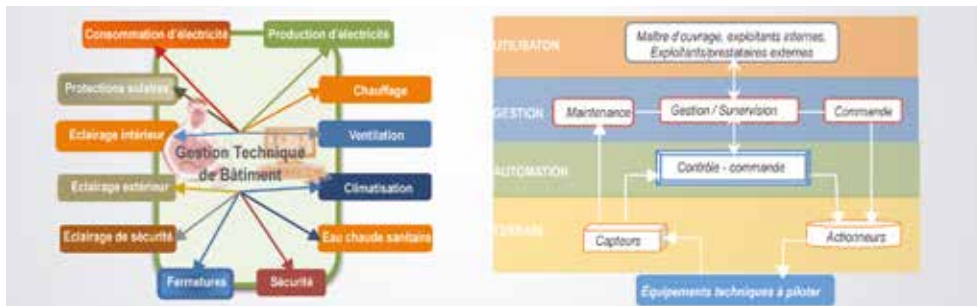 Consommation d'électricité
Production d'électricité
Protections solaires
Chauffage
Eclairage intérieur
Ventilation
Gestion Technique
de Bâtiment
Eclairage extérieur
Climatisation
Eclairage de sécurité
Eau chaude sanitaire
Fermetures
Sécurité
UTILISATON
Maître d'ouvrage, exploitants internes,
Exploitants/prestataires externes
GESTION
Maintenance
Gestion / Supervision
Commande
AUTOMATION
Contrôle - commande
TERRAIN
Capteurs
Actionneurs
Equipements techniques à piloter